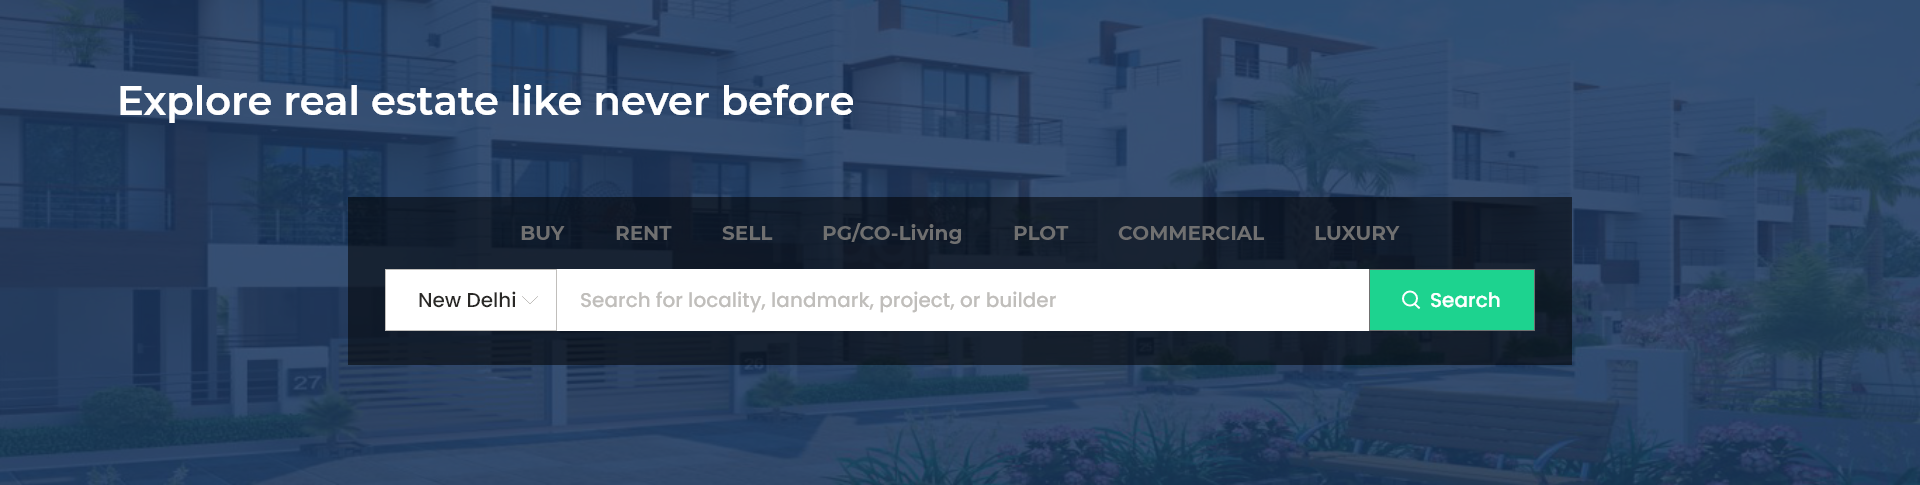 Explore real estate like never before
BUY RENT SELL PG/CO-Living PLOT COMMERCIAL LUXURY
New Delhi Search for locality, landmark, project, or builder Search
26
27